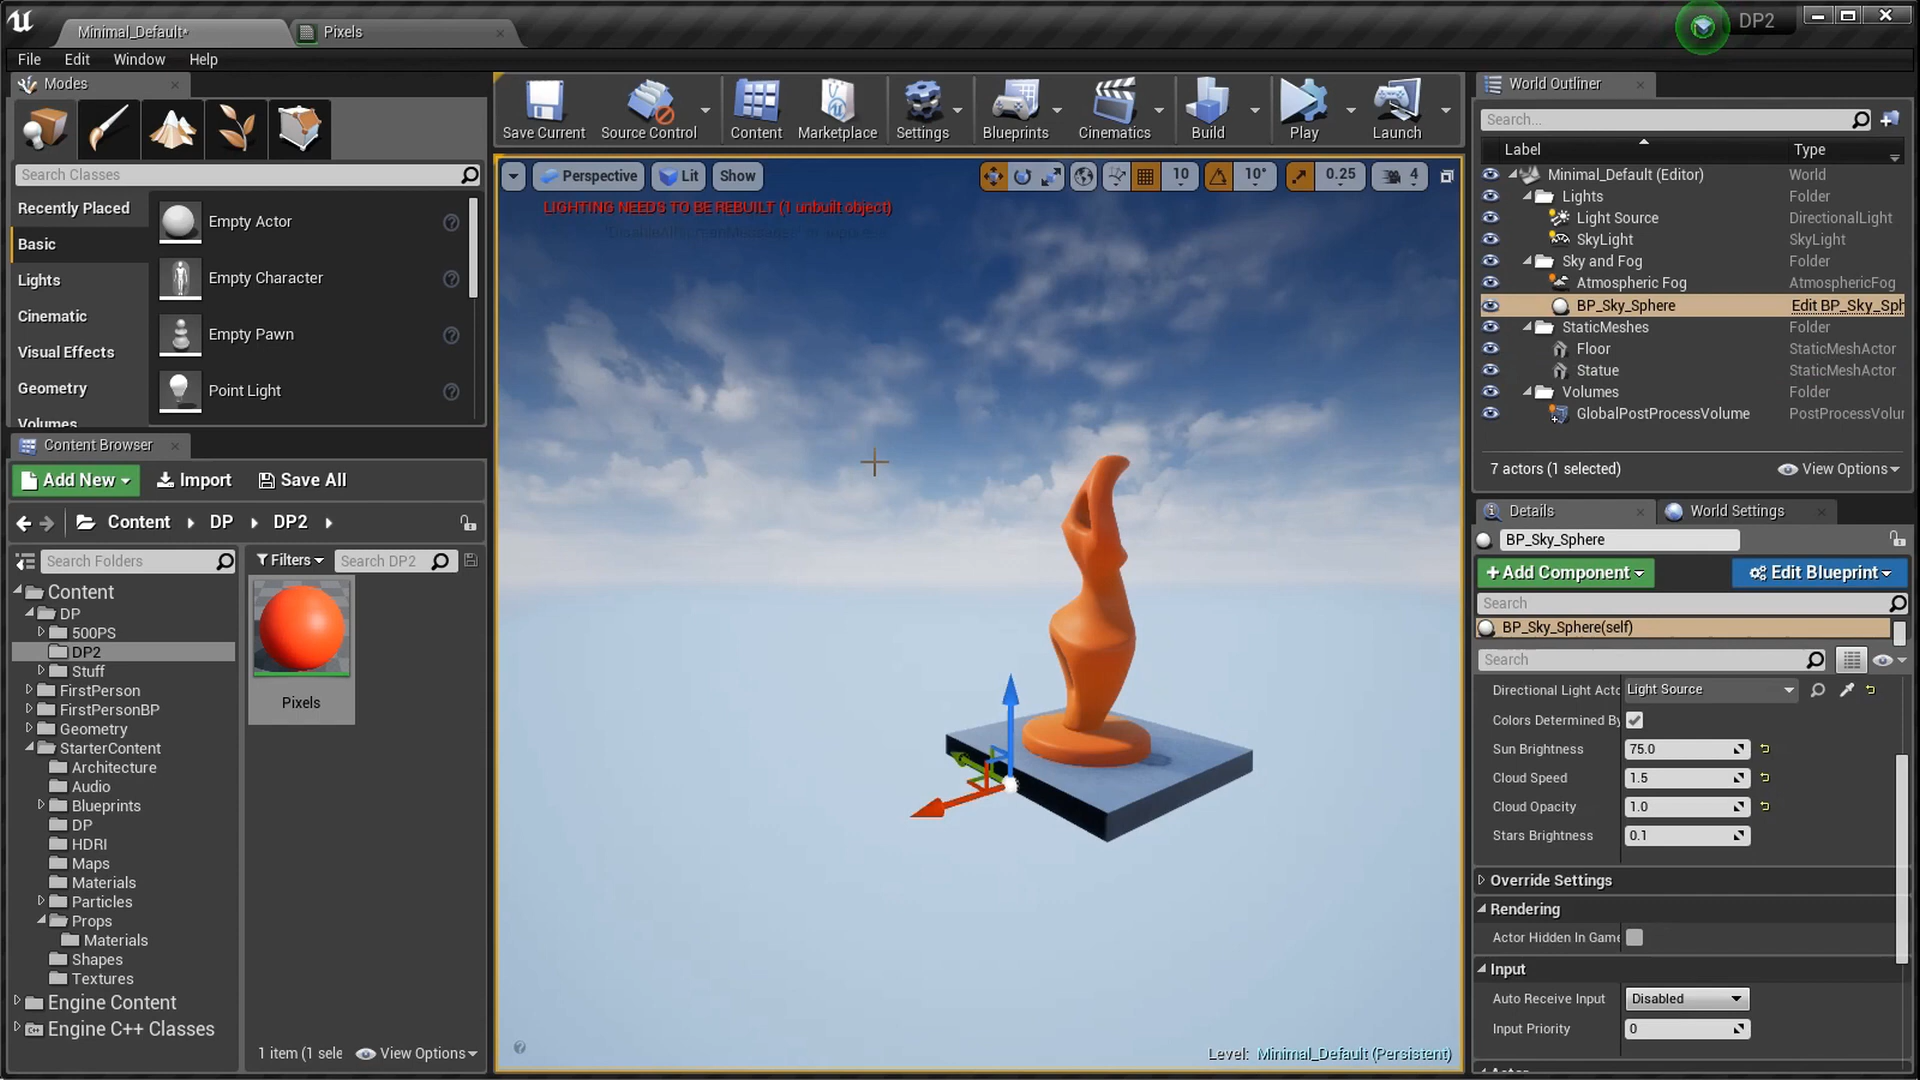 Minimal_Default*
Pixels
DP2
File Edit Window Help
Modes
Search Classes
Recently Placed
Basic
Lights
Cinematic
Visual Effects
Geometry
Volumes
Empty Actor
Empty Character
Empty Pawn
Point Light
Content Browser
Add New
Import
Save All
Content DP DP2
Search Folders
Filters
Search DP2
Content
DP
500PS
DP2
Stuff
FirstPerson
FirstPersonBP
Geometry
StarterContent
Architecture
Audio
Blueprints
DP
HDRI
Maps
Materials
Particles
Props
Materials
Shapes
Textures
Engine Content
Engine C++ Classes
Pixels
1 item (1 sele
View Options
Save Current
Source Control
Content
Marketplace
Settings
Blueprints
Cinematics
Build
Play
Launch
Perspective
Lit
Show
10
10°
0.25
4
LIGHTING NEEDS TO BE REBUILT (1 unbuilt object)
Level: Minimal_Default (Persistent)
World Outliner
Search...
Label Type
Minimal_Default (Editor) World
Lights Folder
Light Source DirectionalLight
SkyLight SkyLight
Sky and Fog Folder
Atmospheric Fog AtmosphericFog
BP_Sky_Sphere Edit BP_Sky_Sph
StaticMeshes Folder
Floor StaticMeshActor
Statue StaticMeshActor
Volumes Folder
GlobalPostProcessVolume PostProcessVolur
7 actors (1 selected)
View Options
Details
World Settings
BP_Sky_Sphere
+Add Component
Edit Blueprint
Search
BP_Sky_Sphere(self)
Search
Directional Light Acto Light Source
Colors Determined By
Sun Brightness 75.0
Cloud Speed 1.5
Cloud Opacity 1.0
Stars Brightness 0.1
Override Settings
Rendering
Actor Hidden In Game
Input
Auto Receive Input Disabled
Input Priority 0